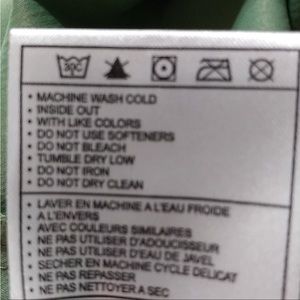 30C
• MACHINE WASH COLD
• INSIDE OUT
• WITH LIKE COLORS
• DO NOT USE SOFTENERS
• DO NOT BLEACH
• TUMBLE DRY LOW
• DO NOT IRON
• DO NOT DRY CLEAN
• LAVER EN MACHINE A L'EAU FROIDE
• A L'ENVERS
• AVEC COULEURS SIMILAIRES
• NE PAS UTILISER D'ADOUCISSEUR
• NE PAS UTILISER D'EAU DE JAVEL
• SECHER EN MACHINE CYCLE DELICAT
• NE PAS REPASSER
• NE PAS NETTOYER A SEC